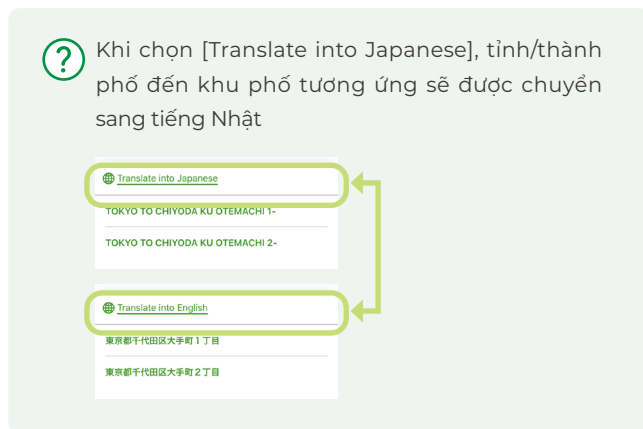 Khi chọn [Translate into Japanese], tỉnh/thành
phố đến khu phố tương ứng sẽ được chuyển
sang tiếng Nhật
Translate into Japanese
TOKYO TO CHIYODA KU OTEMACHI 1-
TOKYO TO CHIYODA KU OTEMACHI 2-
Translate into English
東京都千代田区大手町１丁目
東京都千代田区大手町２丁目